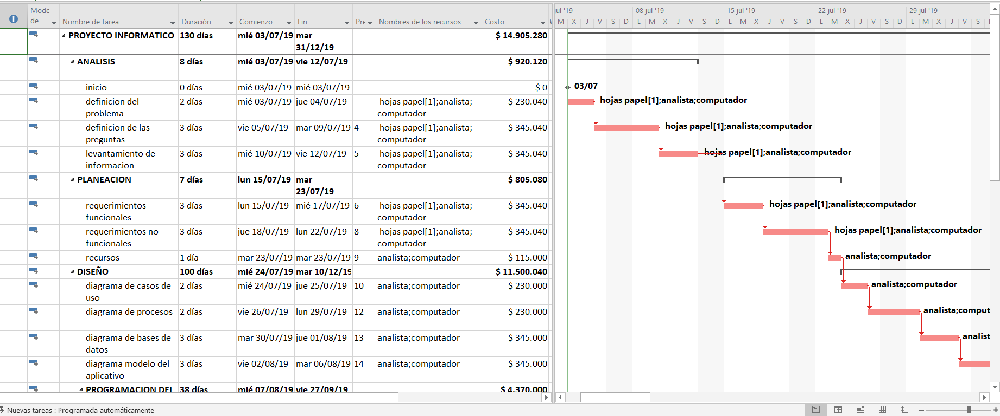 Modo
de
Nombre de tarea Duración Comienzo Fin Pre Nombres de los recursos Costo
PROYECTO INFORMATICO 130 días mié 03/07/19 mar $ 14.905.280
31/12/19
ANALISIS 8 días mié 03/07/19 vie 12/07/19 $ 920.120
inicio 0 días mié 03/07/19 mié 03/07/19 $ 0
definicion del 2 días mié 03/07/19 jue 04/07/19 hojas papel[1];analista; $ 230.040
problema computador
definicion de las 3 días vie 05/07/19 mar 09/07/19 4 hojas papel[1];analista; $ 345.040
preguntas computador
levantamiento de 3 días mié 10/07/19 vie 12/07/19 5 hojas papel[1];analista; $ 345.040
informacion computador
PLANEACION 7 días lun 15/07/19 mar $ 805.080
23/07/19
requerimientos 3 días lun 15/07/19 mié 17/07/19 6 hojas papel[1];analista; $ 345.040
funcionales computador
requerimientos no 3 días jue 18/07/19 lun 22/07/19 8 hojas papel[1];analista; $ 345.040
funcionales computador
recursos 1 día mar 23/07/19 mar 23/07/19 9 analista;computador $ 115.000
DISEÑO 100 días mié 24/07/19 mar 10/12/19 $ 11.500.040
diagrama de casos de 2 días mié 24/07/19 jue 25/07/19 10 analista;computador $ 230.000
uso
diagrama de procesos 2 días vie 26/07/19 lun 29/07/19 12 analista;computador $ 230.000
diagrama de bases de 3 días mar 30/07/19 jue 01/08/19 13 analista;computador $ 345.000
datos
diagrama modelo del 3 días vie 02/08/19 mar 06/08/19 14 analista;computador $ 345.000
aplicativo
PROGRAMACION DEL 38 días mié 07/08/19 vie 27/09/19 $ 4.370.000
jul '19 08 jul '19 15 jul '19 22 jul '19 29 jul '19
M X J V S D L M X J V S D L M X J V S D L M X J V S D L M X J V S
03/07
hojas papel[1];analista;computador
hojas papel[1];analista;computador
hojas papel[1];analista;computador
hojas papel[1];analista;computador
hojas papel[1];analista;computador
analista;computador
analista;computador
analista;comput
analist
Nuevas tareas : Programada automáticamente